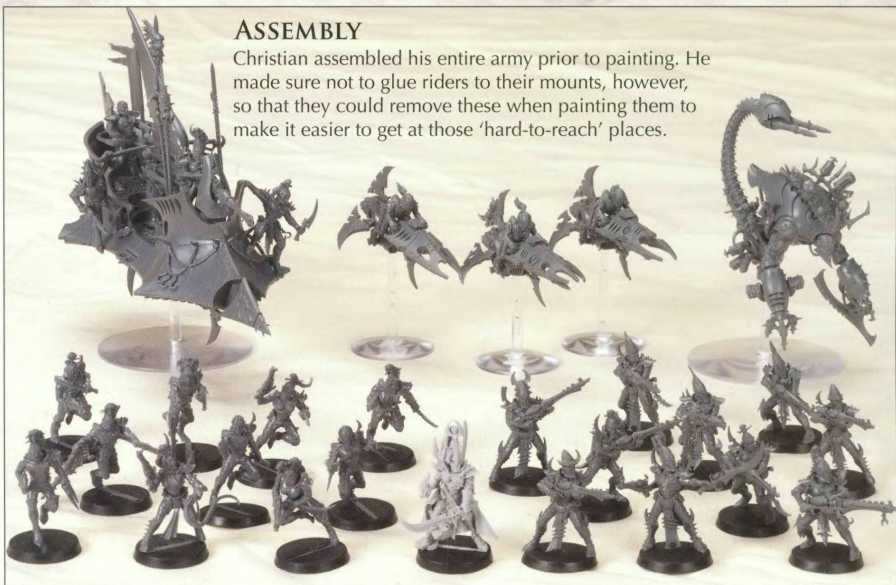 ASSEMBLY
Christian assembled his entire army prior to painting. He
made sure not to glue riders to their mounts, however,
so that they could remove these when painting them to
make it easier to get at those ‘hard-to-reach’ places.